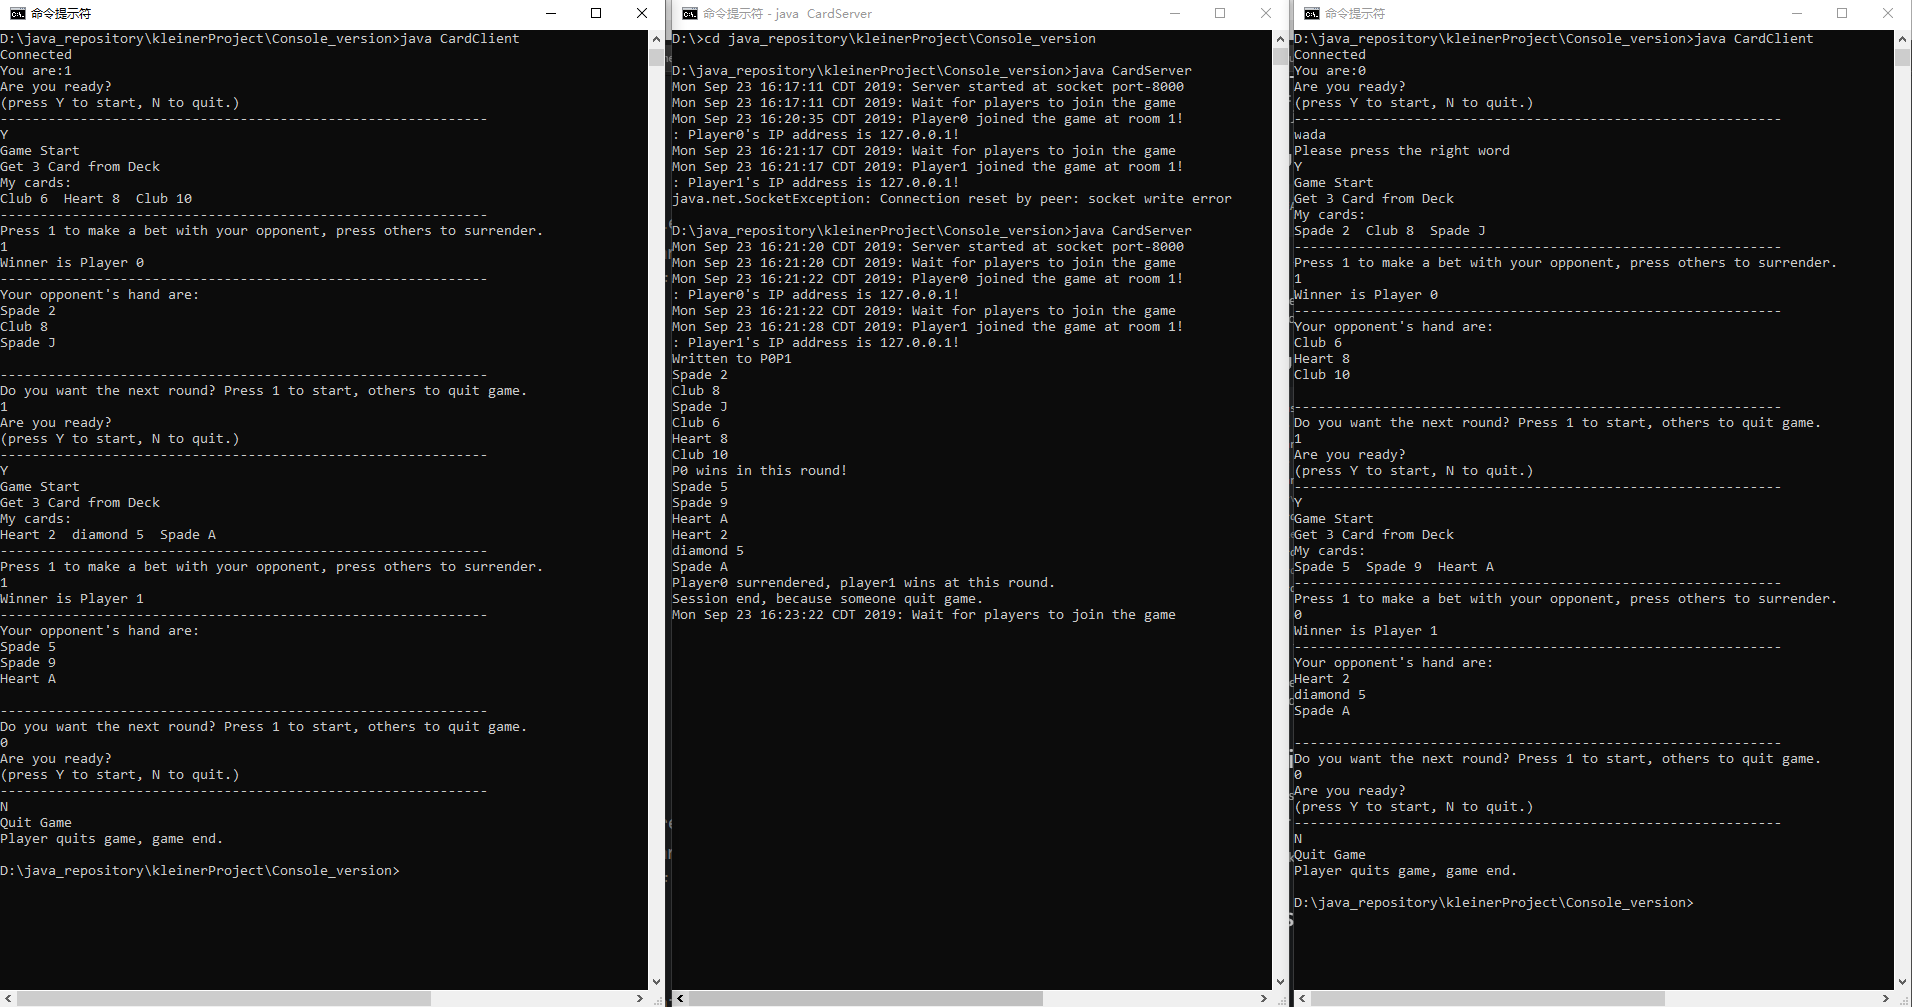 命令提示符
D:\java_repository\kleinerProject\Console_version>java CardClient
Connected
You are:1
Are you ready?
(press Y to start, N to quit.)
-------------------------------------------------------------
Y
Game Start
Get 3 Card from Deck
My cards:
Club 6  Heart 8  Club 10
-------------------------------------------------------------
Press 1 to make a bet with your opponent, press others to surrender.
1
Winner is Player 0
-------------------------------------------------------------
Your opponent's hand are:
Spade 2
Club 8
Spade J
-------------------------------------------------------------
Do you want the next round? Press 1 to start, others to quit game.
1
Are you ready?
(press Y to start, N to quit.)
-------------------------------------------------------------
Y
Game Start
Get 3 Card from Deck
My cards:
Heart 2  diamond 5  Spade A
-------------------------------------------------------------
Press 1 to make a bet with your opponent, press others to surrender.
1
Winner is Player 1
-------------------------------------------------------------
Your opponent's hand are:
Spade 5
Spade 9
Heart A
-------------------------------------------------------------
Do you want the next round? Press 1 to start, others to quit game.
0
Are you ready?
(press Y to start, N to quit.)
-------------------------------------------------------------
N
Quit Game
Player quits game, game end.
D:\java_repository\kleinerProject\Console_version>
命令提示符 - java  CardServer
D:\>cd java_repository\kleinerProject\Console_version
D:\java_repository\kleinerProject\Console_version>java CardServer
Mon Sep 23 16:17:11 CDT 2019: Server started at socket port-8000
Mon Sep 23 16:17:11 CDT 2019: Wait for players to join the game
Mon Sep 23 16:20:35 CDT 2019: Player0 joined the game at room 1!
: Player0's IP address is 127.0.0.1!
Mon Sep 23 16:21:17 CDT 2019: Wait for players to join the game
Mon Sep 23 16:21:17 CDT 2019: Player1 joined the game at room 1!
: Player1's IP address is 127.0.0.1!
java.net.SocketException: Connection reset by peer: socket write error
D:\java_repository\kleinerProject\Console_version>java CardServer
Mon Sep 23 16:21:20 CDT 2019: Server started at socket port-8000
Mon Sep 23 16:21:20 CDT 2019: Wait for players to join the game
Mon Sep 23 16:21:22 CDT 2019: Player0 joined the game at room 1!
: Player0's IP address is 127.0.0.1!
Mon Sep 23 16:21:22 CDT 2019: Wait for players to join the game
Mon Sep 23 16:21:28 CDT 2019: Player1 joined the game at room 1!
: Player1's IP address is 127.0.0.1!
Written to P0P1
Spade 2
Club 8
Spade J
Club 6
Heart 8
Club 10
P0 wins in this round!
Spade 5
Spade 9
Heart A
Heart 2
diamond 5
Spade A
Player0 surrendered, player1 wins at this round.
Session end, because someone quit game.
Mon Sep 23 16:23:22 CDT 2019: Wait for players to join the game
命令提示符
D:\java_repository\kleinerProject\Console_version>java CardClient
Connected
You are:0
Are you ready?
(press Y to start, N to quit.)
-------------------------------------------------------------
wada
Please press the right word
Y
Game Start
Get 3 Card from Deck
My cards:
Spade 2  Club 8  Spade J
-------------------------------------------------------------
Press 1 to make a bet with your opponent, press others to surrender.
1
Winner is Player 0
-------------------------------------------------------------
Your opponent's hand are:
Club 6
Heart 8
Club 10
-------------------------------------------------------------
Do you want the next round? Press 1 to start, others to quit game.
1
Are you ready?
(press Y to start, N to quit.)
-------------------------------------------------------------
Y
Game Start
Get 3 Card from Deck
My cards:
Spade 5  Spade 9  Heart A
-------------------------------------------------------------
Press 1 to make a bet with your opponent, press others to surrender.
0
Winner is Player 1
-------------------------------------------------------------
Your opponent's hand are:
Heart 2
diamond 5
Spade A
-------------------------------------------------------------
Do you want the next round? Press 1 to start, others to quit game.
0
Are you ready?
(press Y to start, N to quit.)
-------------------------------------------------------------
N
Quit Game
Player quits game, game end.
D:\java_repository\kleinerProject\Console_version>